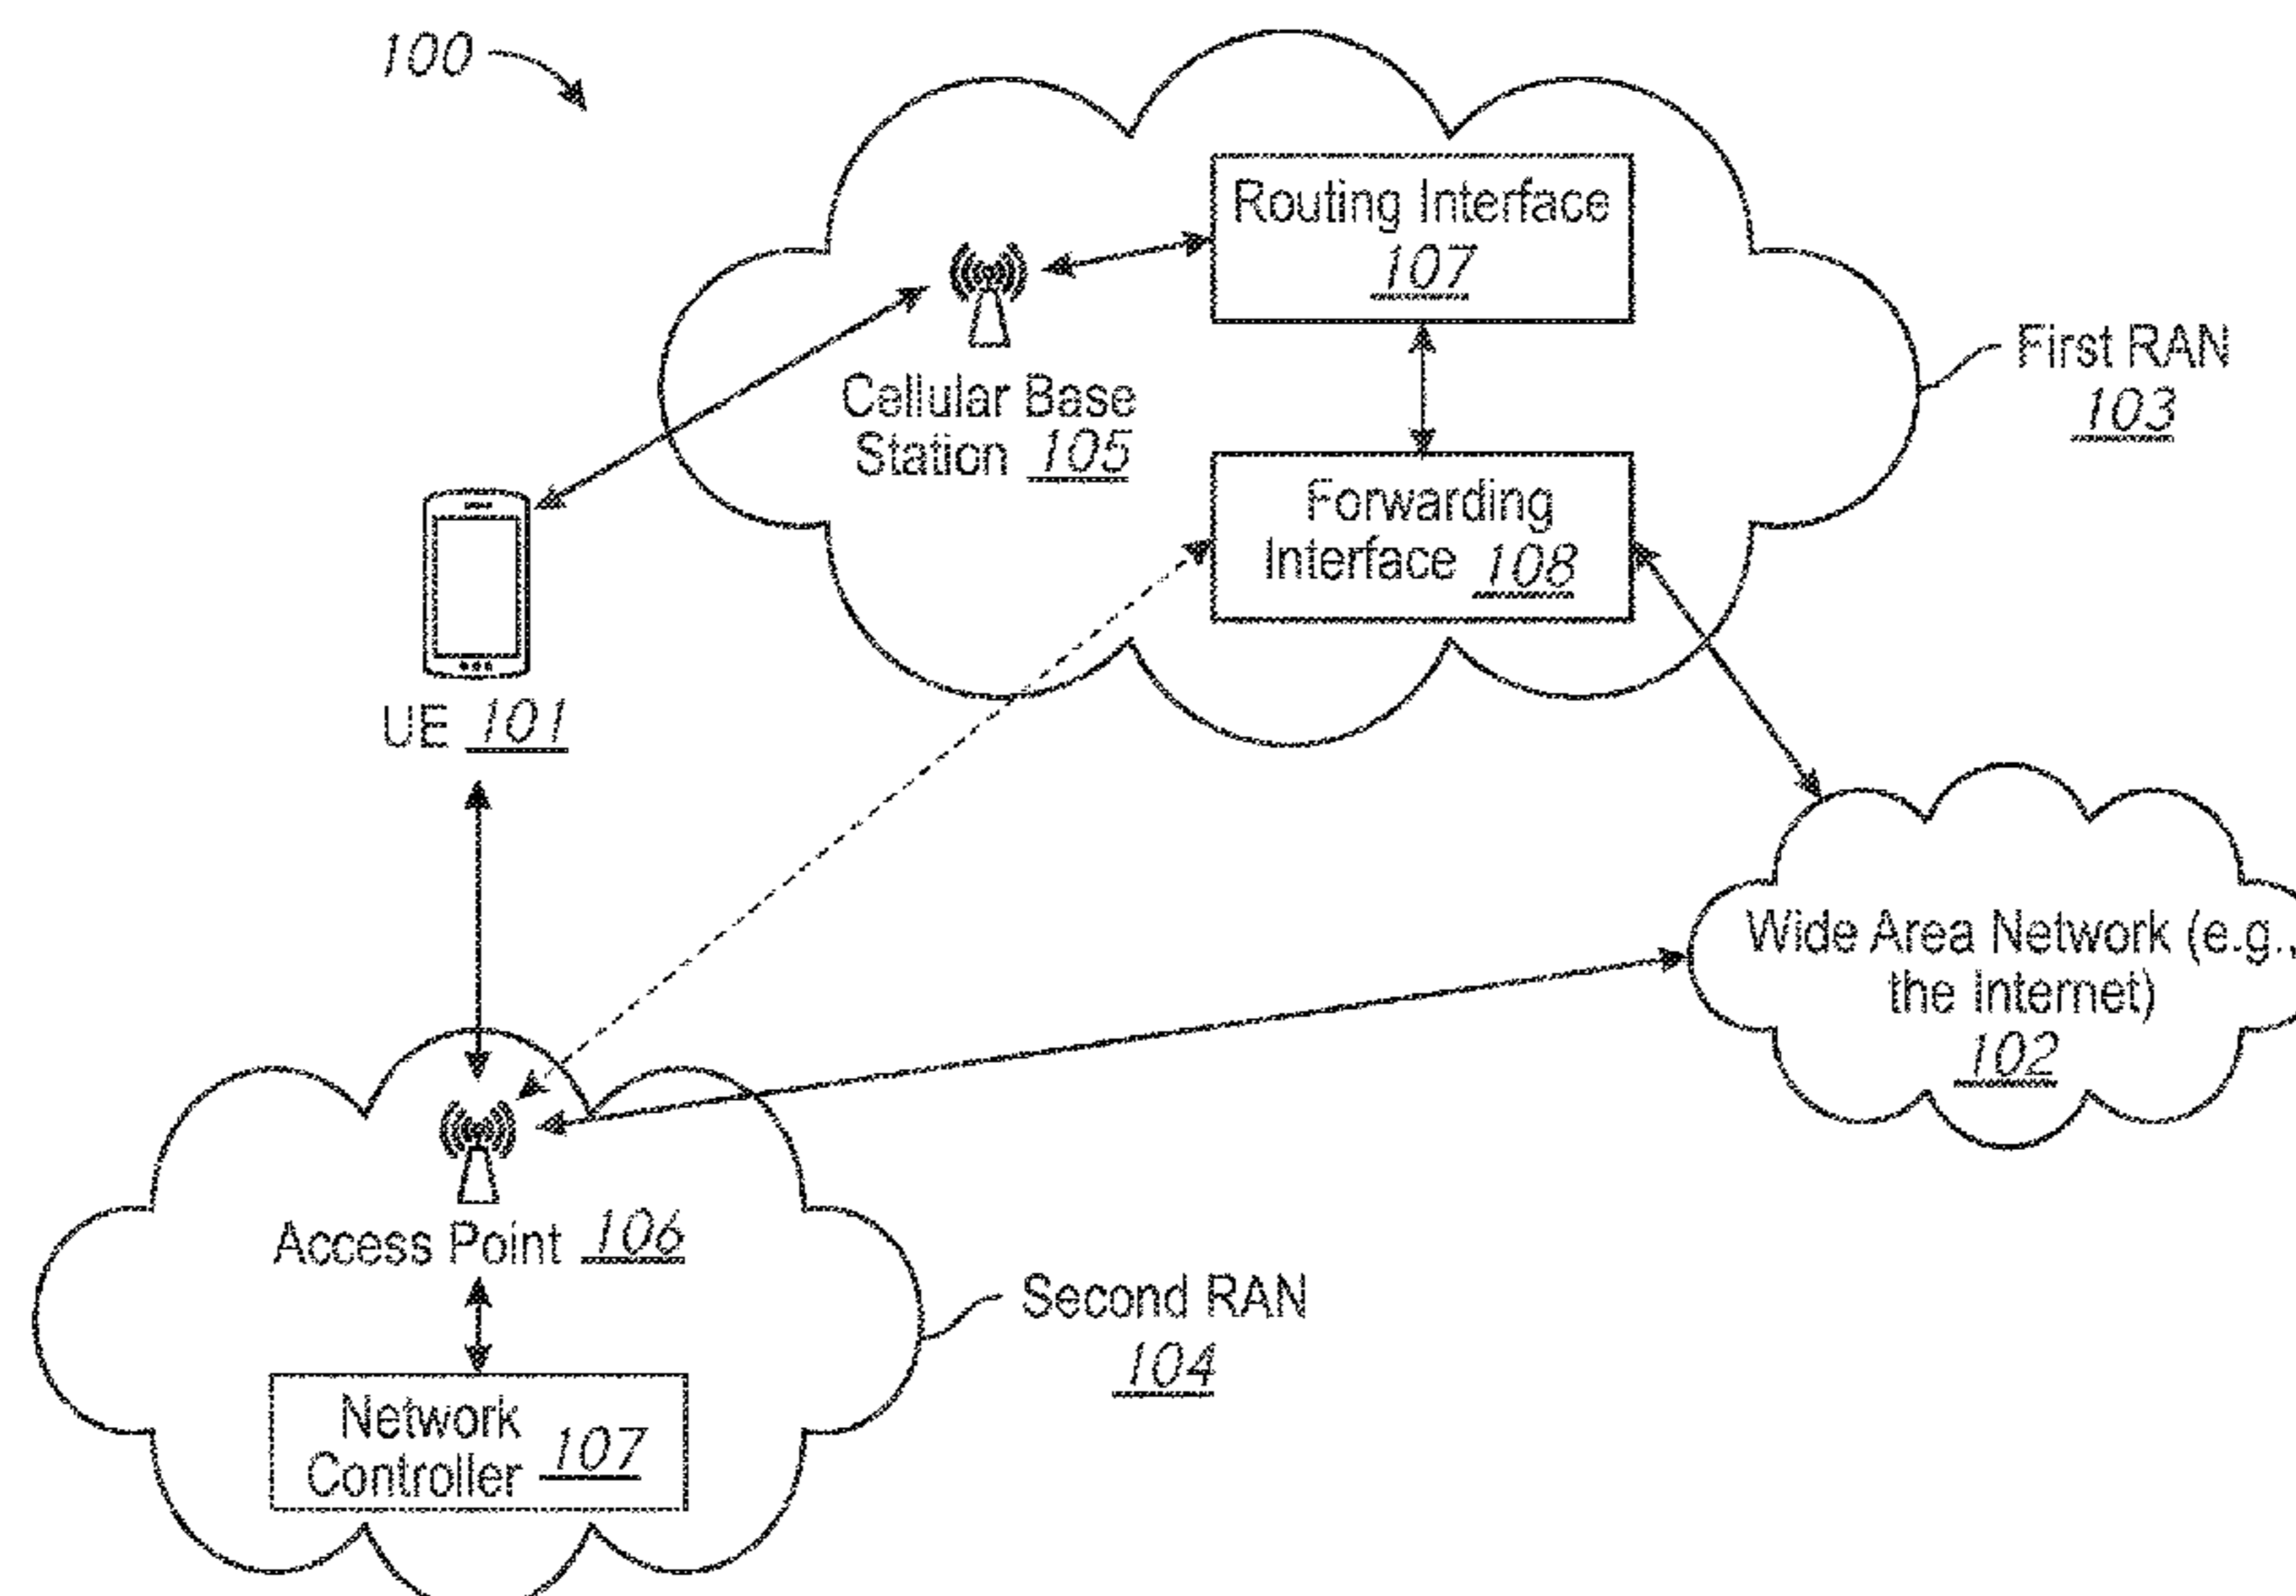 100
Routing Interface
107
Cellular Base
Station 105
First RAN
103
Forwarding
Interface 108
UE 101
Wide Area Network (e.g.,
the Internet)
102
Access Point 106
Second RAN
104
Network
Controller 107